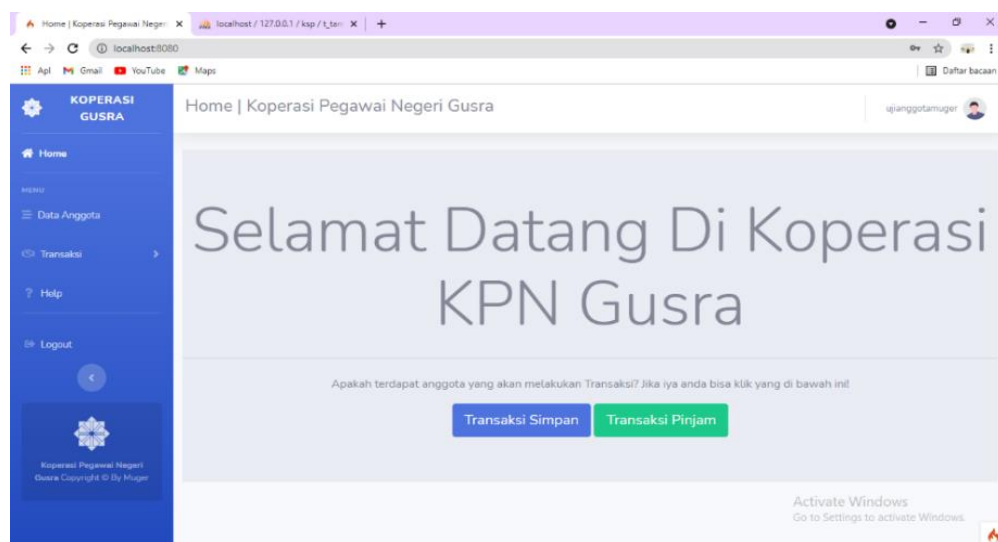 Home | Koperasi Pegawai Neger
localhost / 127.0.0.1 / ksp / t_tan
localhost:8080
Apl
Gmail
YouTube
Maps
Daftar bacaan
KOPERASI
GUSRA
Home | Koperasi Pegawai Negeri Gusra
ujianggotamuger
Home
MENU
Data Anggota
Transaksi
Help
Logout
Selamat Datang Di Koperasi
KPN Gusra
Apakah terdapat anggota yang akan melakukan Transaksi? Jika iya anda bisa klik yang di bawah ini!
Transaksi Simpan
Transaksi Pinjam
Koperasi Pegawai Negeri
Gusra Copyright © By Muger
Activate Windows
Go to Settings to activate Windows.